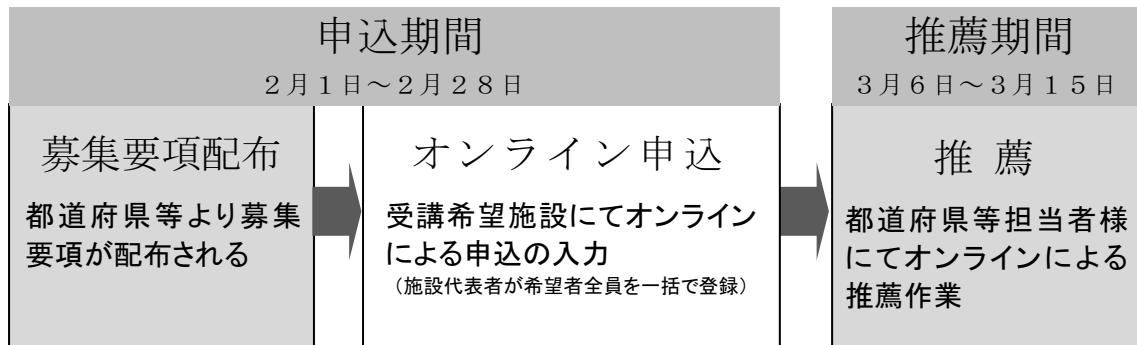 申込期間
２月１日～２月２８日
募集要項配布
都道府県等より募集
要項が配布される
オンライン申込
受講希望施設にてオンライン
による申込の入力
（施設代表者が希望者全員を一括で登録）
推薦期間
３月６日～３月１５日
推 薦
都道府県等担当者様
にてオンラインによる
推薦作業